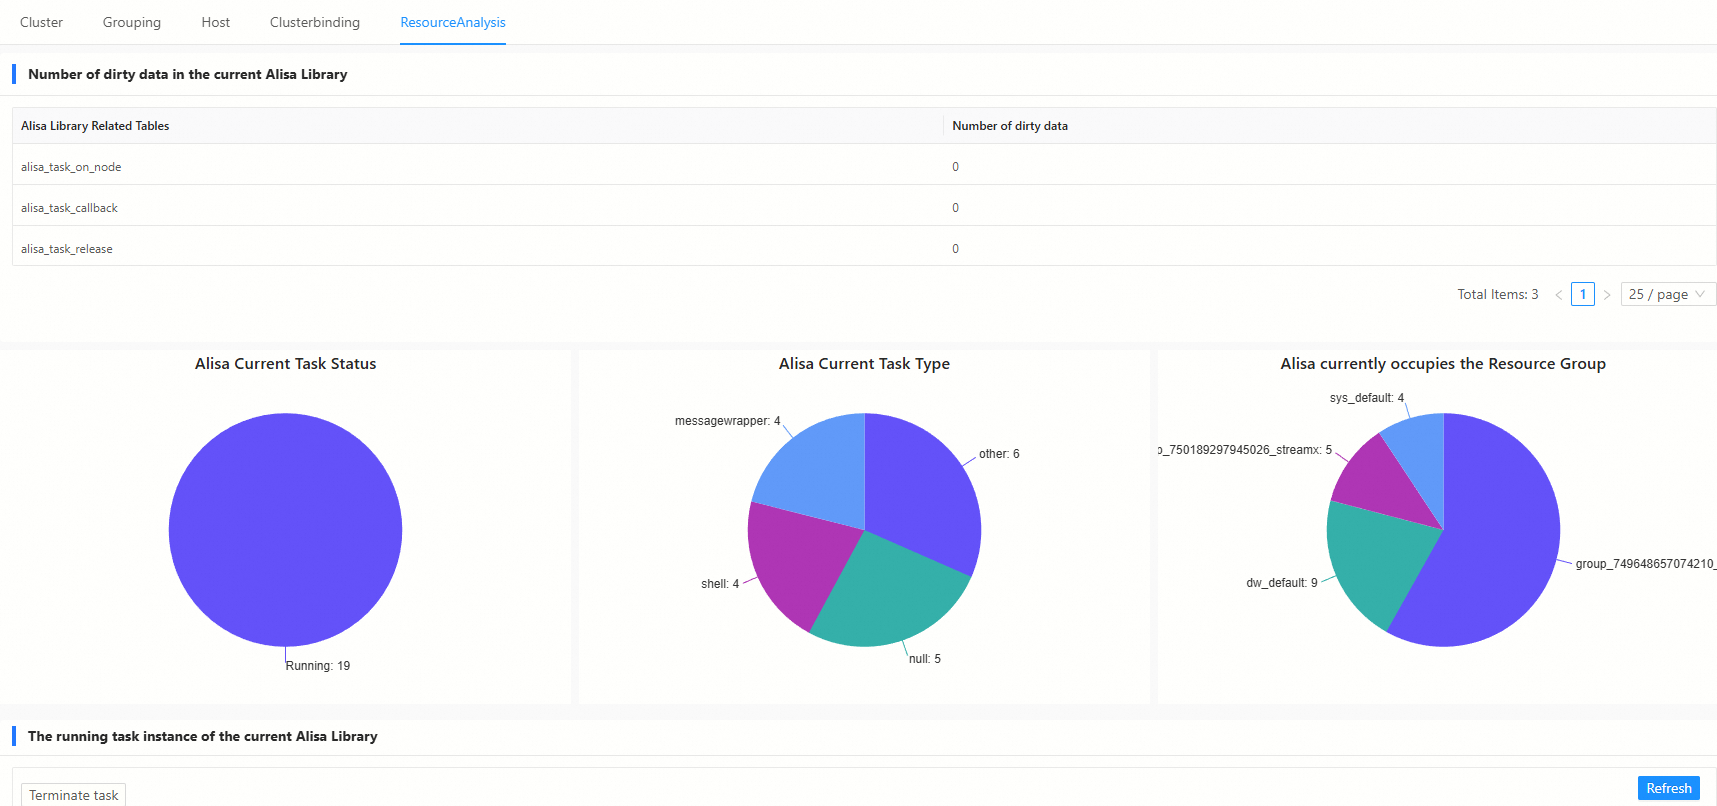 Cluster Grouping Host Clusterbinding ResourceAnalysis
Number of dirty data in the current Alisa Library
Alisa Library Related Tables Number of dirty data
alisa_task_on_node 0
alisa_task_callback 0
alisa_task_release 0
Total Items: 3 < 1 > 25 / page
Alisa Current Task Status
Running: 19
Alisa Current Task Type
messagewrapper: 4
other: 6
shell: 4
null: 5
Alisa currently occupies the Resource Group
sys_default: 4
_750189297945026_streamx: 5
dw_default: 9
group_749648657074210_
The running task instance of the current Alisa Library
Terminate task Refresh